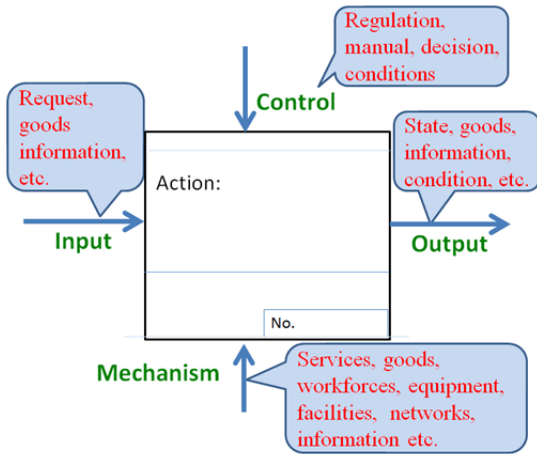 Regulation,
manual, decision,
conditions
Control
Request,
goods
information,
etc.
State, goods,
information,
condition, etc.
Action:
Input
Output
No.
Mechanism
Services, goods,
workforces, equipment,
facilities, networks,
information etc.